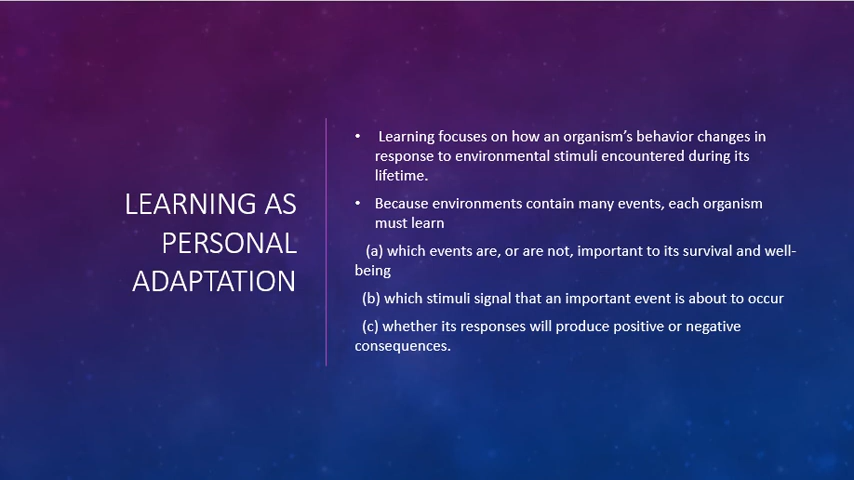 LEARNING AS
PERSONAL
ADAPTATION
• Learning focuses on how an organism's behavior changes in
response to environmental stimuli encountered during its
lifetime.
• Because environments contain many events, each organism
must learn
(a) which events are, or are not, important to its survival and well-
being
(b) which stimuli signal that an important event is about to occur
(c) whether its responses will produce positive or negative
consequences.